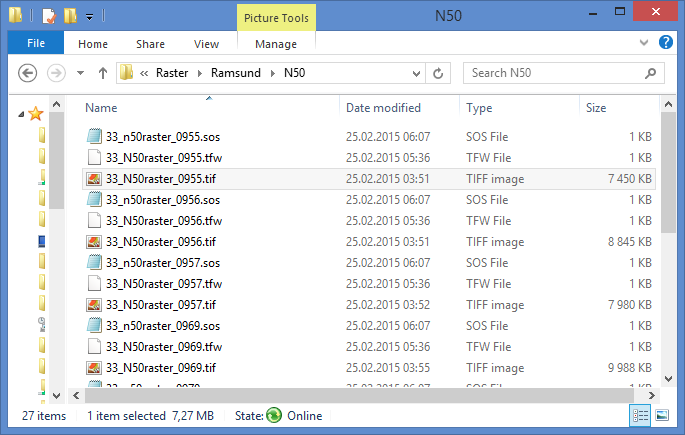 Picture Tools
N50
File Home Share View Manage
« Raster ▸ Ramsund ▸ N50 Search N50
Name Date modified Type Size
33_n50raster_0955.sos 25.02.2015 06:07 SOS File 1 KB
33_N50raster_0955.tfw 25.02.2015 05:36 TFW File 1 KB
33_N50raster_0955.tif 25.02.2015 03:51 TIFF image 7 450 KB
33_n50raster_0956.sos 25.02.2015 06:07 SOS File 1 KB
33_N50raster_0956.tfw 25.02.2015 05:36 TFW File 1 KB
33_N50raster_0956.tif 25.02.2015 03:51 TIFF image 8 845 KB
33_n50raster_0957.sos 25.02.2015 06:07 SOS File 1 KB
33_N50raster_0957.tfw 25.02.2015 05:36 TFW File 1 KB
33_N50raster_0957.tif 25.02.2015 03:52 TIFF image 7 980 KB
33_n50raster_0969.sos 25.02.2015 06:07 SOS File 1 KB
33_N50raster_0969.tfw 25.02.2015 05:36 TFW File 1 KB
33_N50raster_0969.tif 25.02.2015 03:55 TIFF image 9 988 KB
27 items 1 item selected 7,27 MB State: Online